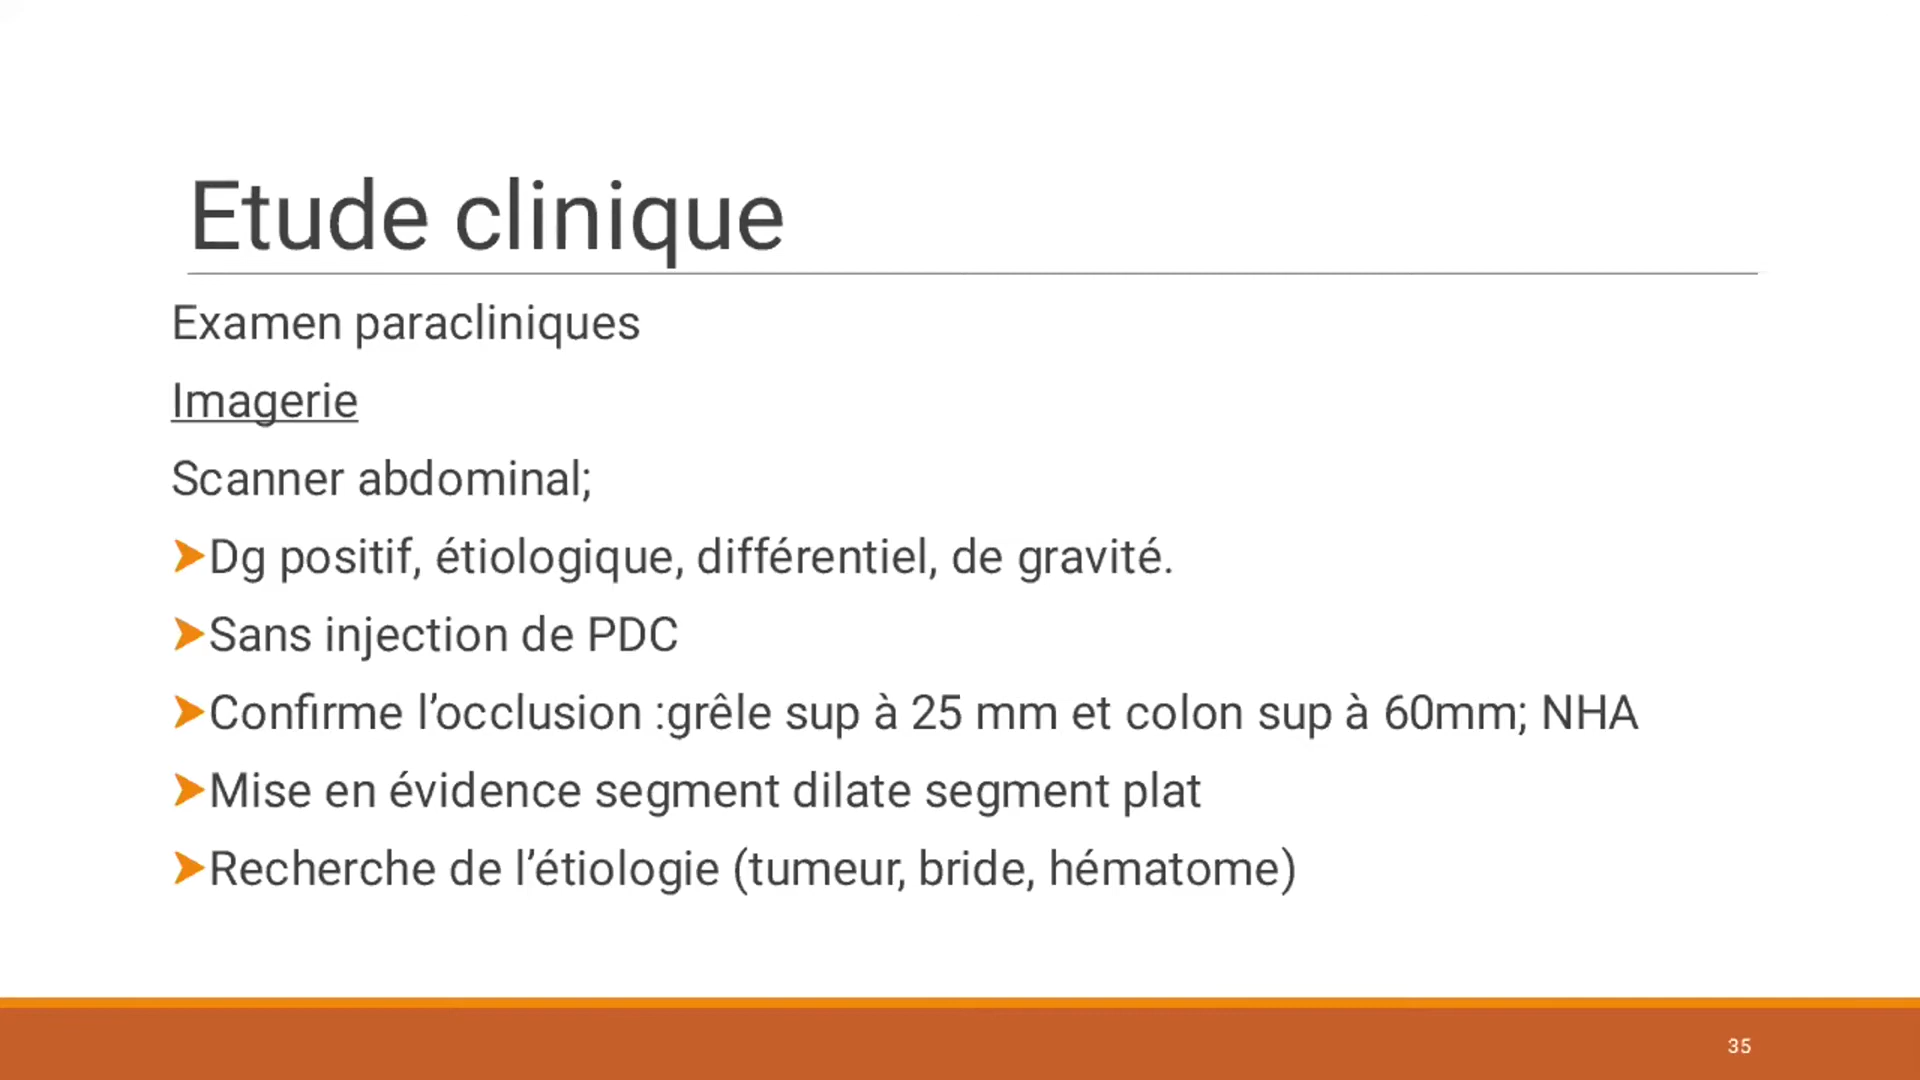 Etude clinique
Examen paracliniques
Imagerie
Scanner abdominal;
➤Dg positif, étiologique, différentiel, de gravité.
➤Sans injection de PDC
➤Confirme l’occlusion :grêle sup à 25 mm et colon sup à 60mm; NHA
➤Mise en évidence segment dilate segment plat
➤Recherche de l’étiologie (tumeur, bride, hématome)
35